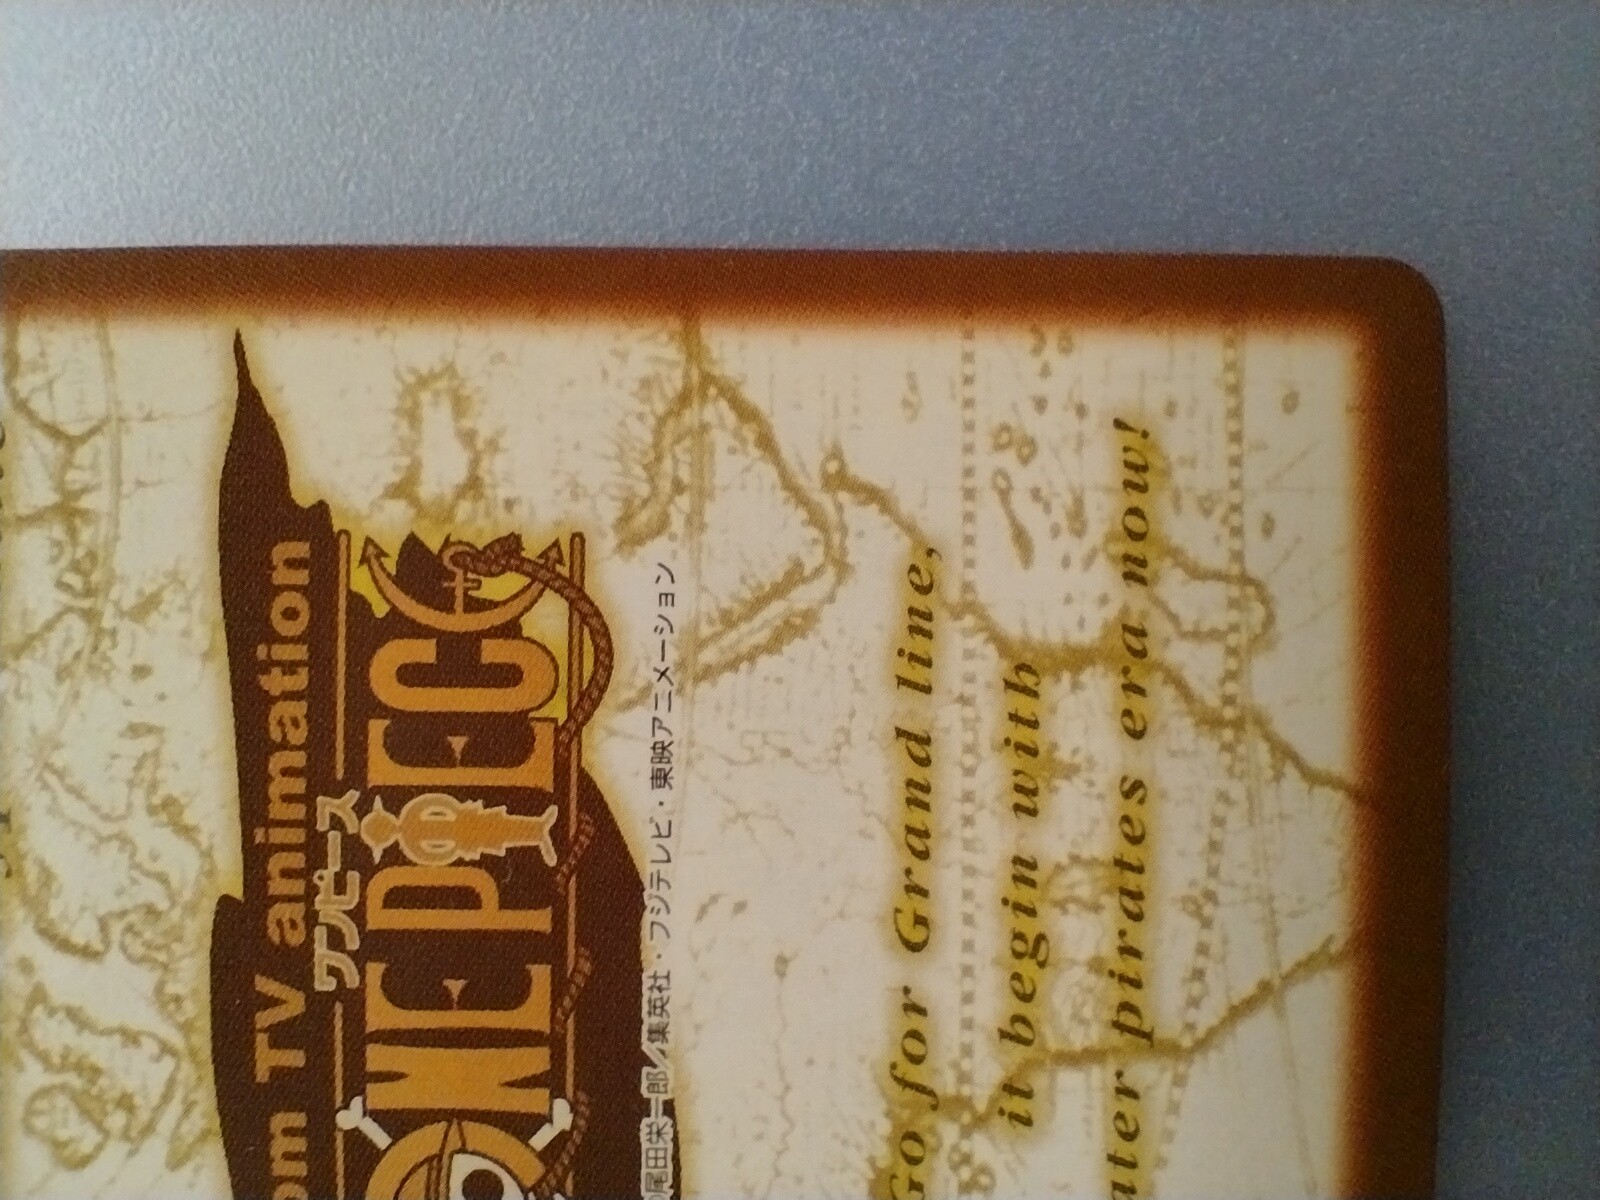 om TV animation
ワンピース
ONE PIECE
©尾田栄一郎/集英社・フジテレビ・東映アニメーション
Go for Grand line,
it begin with
ater pirates era now!